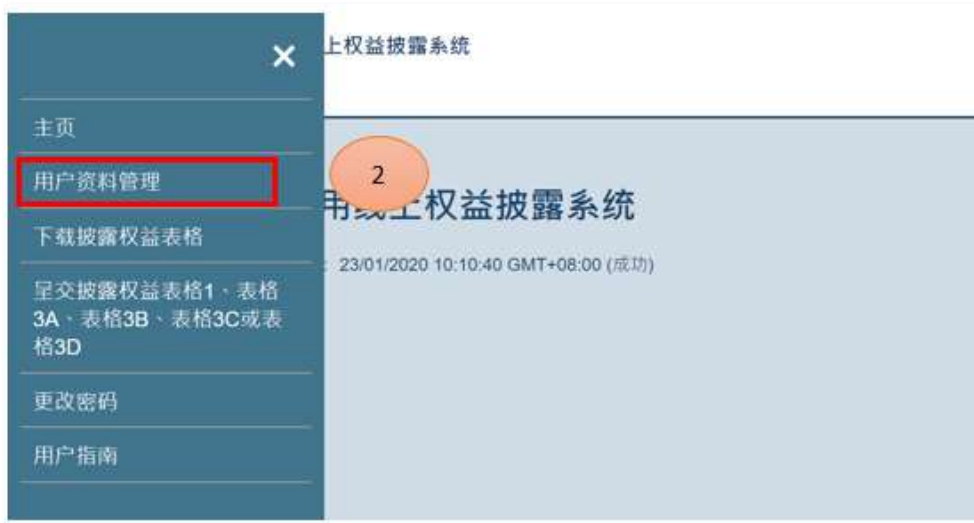 ×
上权益披露系统
主页
用户资料管理
2
用线上权益披露系统
下载披露权益表格
: 23/01/2020 10:10:40 GMT+08:00 (成功)
呈交披露权益表格1、表格
3A、表格3B、表格3C或表
格3D
更改密码
用户指南